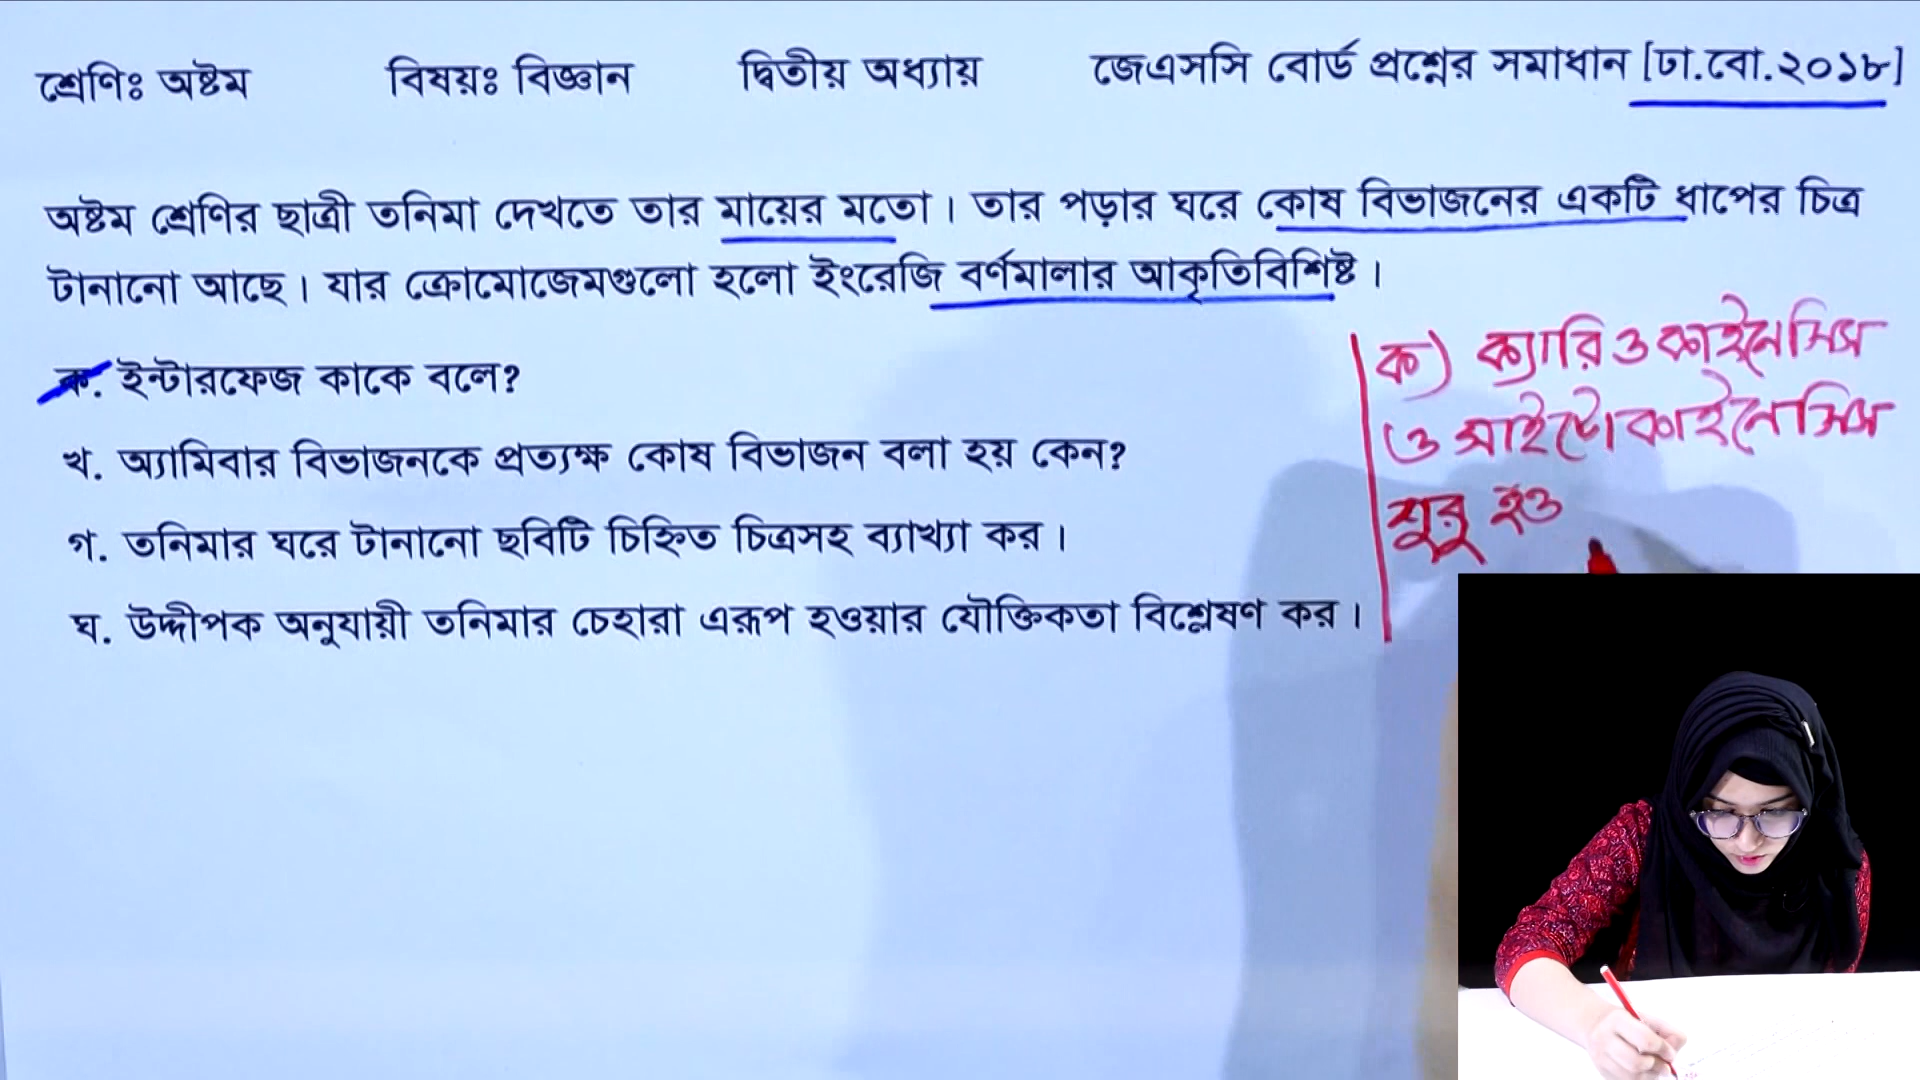 শ্রেণিঃ অষ্টম বিষয়ঃ বিজ্ঞান দ্বিতীয় অধ্যায় জেএসসি বোর্ড প্রশ্নের সমাধান [ঢা.বো.২০১৮]
অষ্টম শ্রেণির ছাত্রী তনিমা দেখতে তার মায়ের মতো। তার পড়ার ঘরে কোষ বিভাজনের একটি ধাপের চিত্র
টানানো আছে। যার ক্রোমোজেমগুলো হলো ইংরেজি বর্ণমালার আকৃতিবিশিষ্ট।
ক. ইন্টারফেজ কাকে বলে?
খ. অ্যামিবার বিভাজনকে প্রত্যক্ষ কোষ বিভাজন বলা হয় কেন?
গ. তনিমার ঘরে টানানো ছবিটি চিহ্নিত চিত্রসহ ব্যাখ্যা কর।
ঘ. উদ্দীপক অনুযায়ী তনিমার চেহারা এরূপ হওয়ার যৌক্তিকতা বিশ্লেষণ কর।
ক) ক্যারিওকাইনেসিস
ও সাইটোকাইনেসিস
শুরু হও